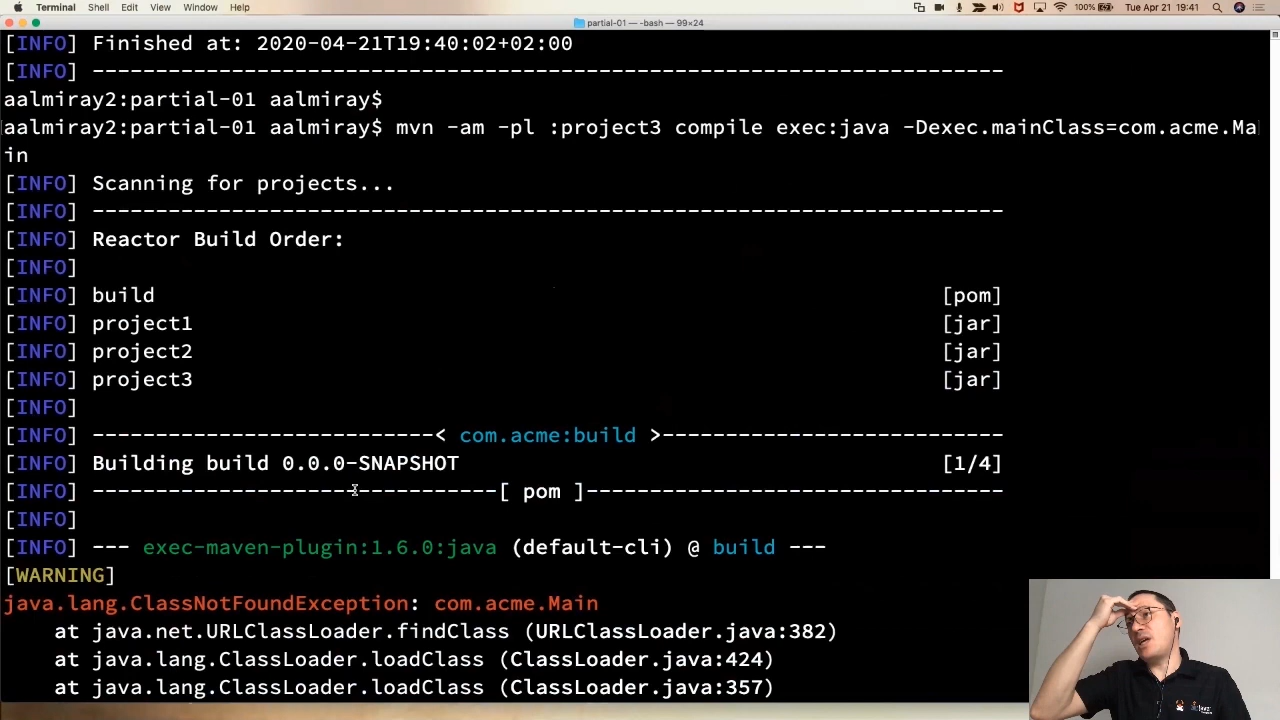 Terminal Shell Edit View Window Help 100% Tue Apr 21 19:41
partial-01 — -bash — 99×24
[INFO] Finished at: 2020-04-21T19:40:02+02:00
[INFO] ------------------------------------------------------------------------
aalmiray2:partial-01 aalmiray$
aalmiray2:partial-01 aalmiray$ mvn -am -pl :project3 compile exec:java -Dexec.mainClass=com.acme.Ma
in
[INFO] Scanning for projects...
[INFO] ------------------------------------------------------------------------
[INFO] Reactor Build Order:
[INFO]
[INFO] build [pom]
[INFO] project1 [jar]
[INFO] project2 [jar]
[INFO] project3 [jar]
[INFO]
[INFO] ---------------------------< com.acme:build >---------------------------
[INFO] Building build 0.0.0-SNAPSHOT [1/4]
[INFO] --------------------------------[ pom ]---------------------------------
[INFO]
[INFO] --- exec-maven-plugin:1.6.0:java (default-cli) @ build ---
[WARNING]
java.lang.ClassNotFoundException: com.acme.Main
at java.net.URLClassLoader.findClass (URLClassLoader.java:382)
at java.lang.ClassLoader.loadClass (ClassLoader.java:424)
at java.lang.ClassLoader.loadClass (ClassLoader.java:357)